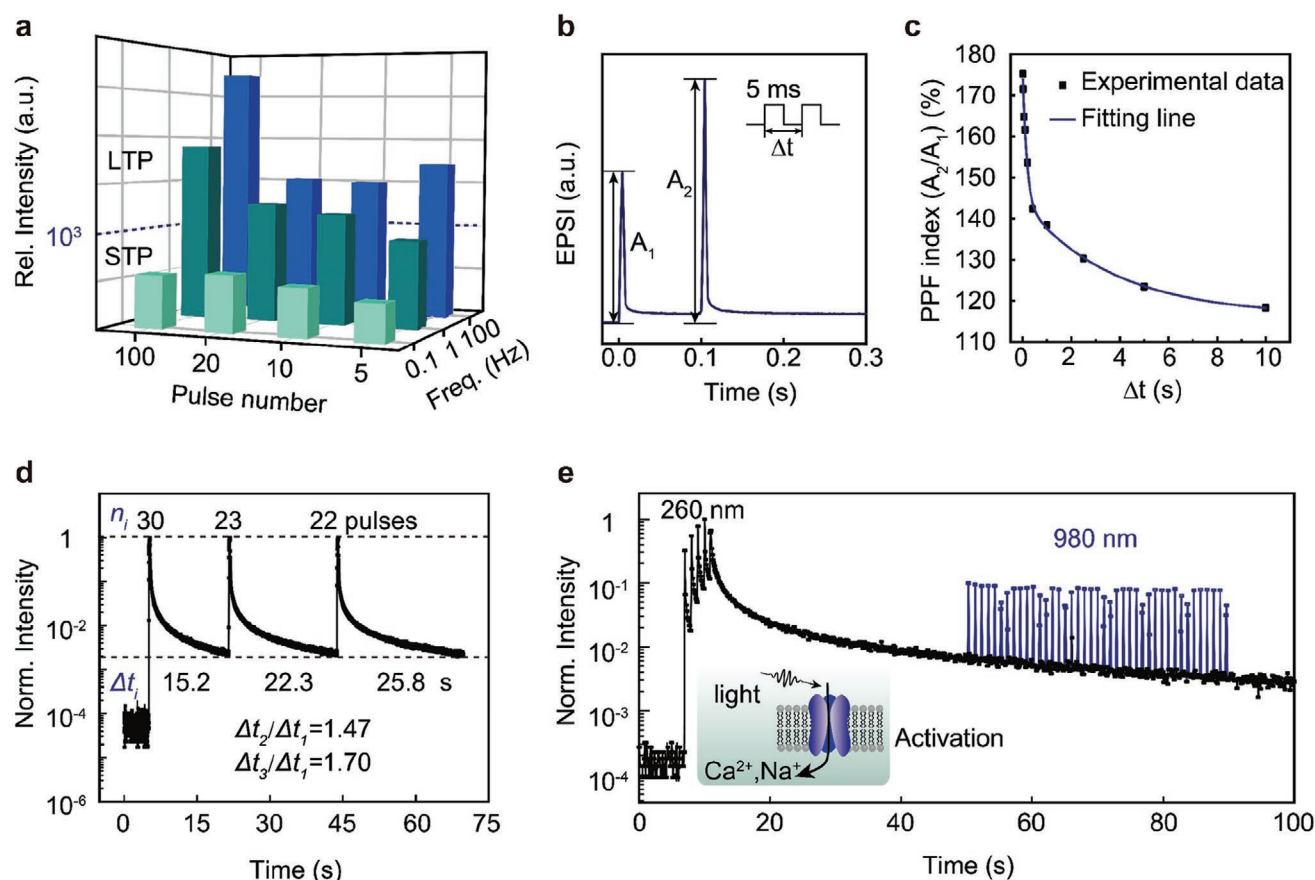 a
Rel. Intensity (a.u.)
LTP
10³
STP
100
20
10
5
Pulse number
0.1 1 100
Freq. (Hz)
b
EPSI (a.u.)
A₁
A₂
5 ms
Δt
0.0 0.1 0.2 0.3
Time (s)
c
PPF index (A₂/A₁) (%)
180
170
160
150
140
130
120
110
Experimental data
Fitting line
0 2 4 6 8 10
Δt (s)
d
Norm. Intensity
nᵢ 30 23 22 pulses
1
10⁻²
Δtᵢ 15.2 22.3 25.8 s
10⁻⁴
Δt₂/Δt₁=1.47
Δt₃/Δt₁=1.70
10⁻⁶
0 15 30 45 60 75
Time (s)
e
Norm. Intensity
260 nm
980 nm
1
10⁻¹
10⁻²
10⁻³
10⁻⁴
light
Activation
Ca²⁺,Na⁺
0 20 40 60 80 100
Time (s)